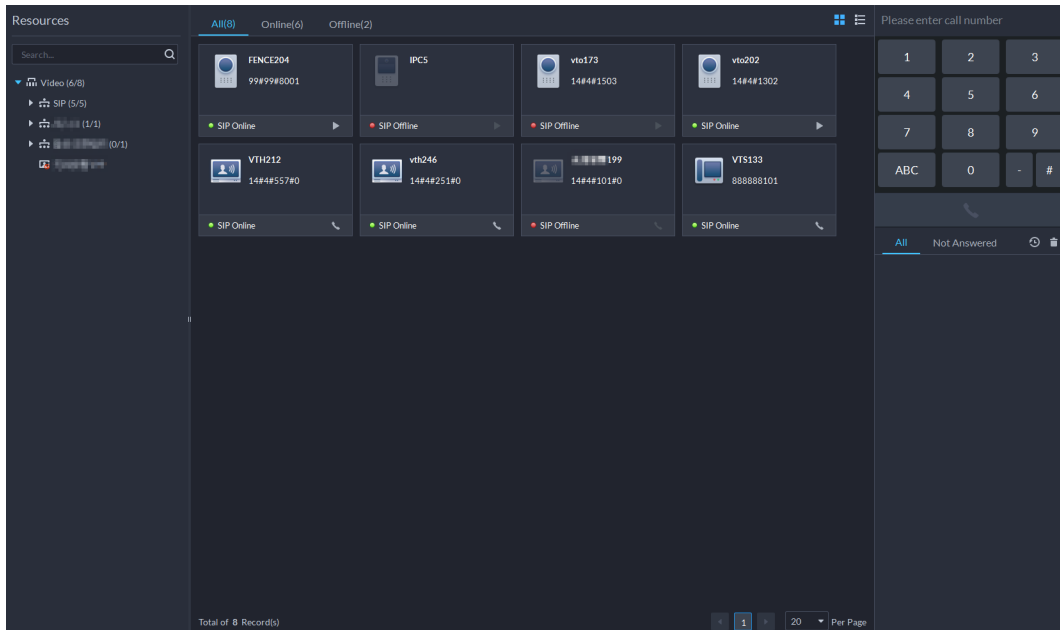 Resources
Search...
Video (6/8)
SIP (5/5)
(1/1)
(0/1)
All(8) Online(6) Offline(2)
FENCE204
99#99#8001
SIP Online
IPC5
SIP Offline
vto173
14#4#1503
SIP Offline
vto202
14#4#1302
SIP Online
VTH212
14#4#557#0
SIP Online
vth246
14#4#251#0
SIP Online
199
14#4#101#0
SIP Offline
VTS133
888888101
SIP Online
Total of 8 Record(s)
1
20 Per Page
Please enter call number
1 2 3
4 5 6
7 8 9
ABC 0 - #
All Not Answered